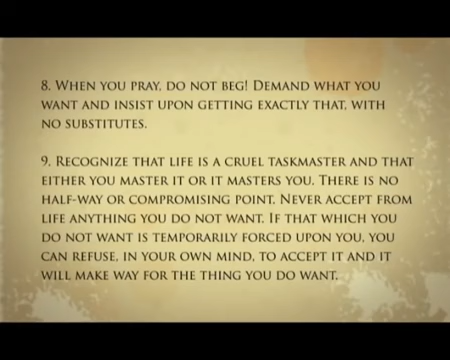 8. When you pray, do not beg! Demand what you
want and insist upon getting exactly that, with
no substitutes.
9. Recognize that life is a cruel taskmaster and that
either you master it or it masters you. There is no
half-way or compromising point. Never accept from
life anything you do not want. If that which you
do not want is temporarily forced upon you, you
can refuse, in your own mind, to accept it and it
will make way for the thing you do want.